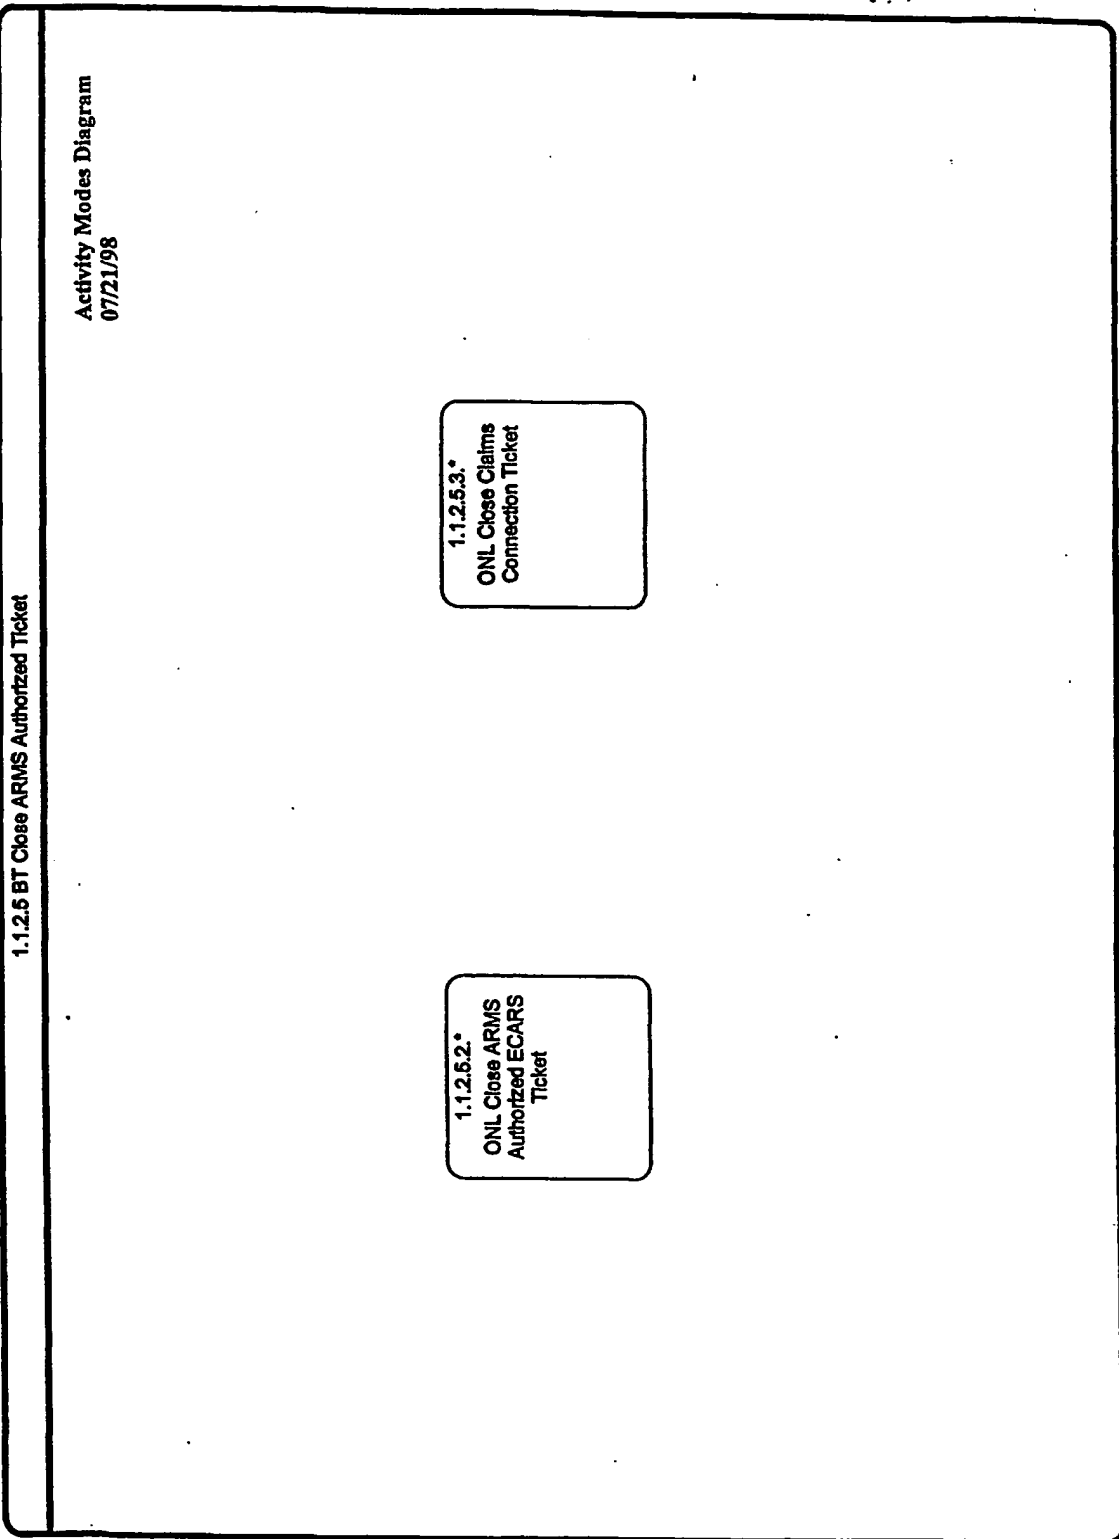 1.1.2.5 BT Close ARMS Authorized Ticket
Activity Modes Diagram
07/21/98
1.1.2.5.2.*
ONL Close ARMS
Authorized ECARS
Ticket
1.1.2.5.3.*
ONL Close Claims
Connection Ticket